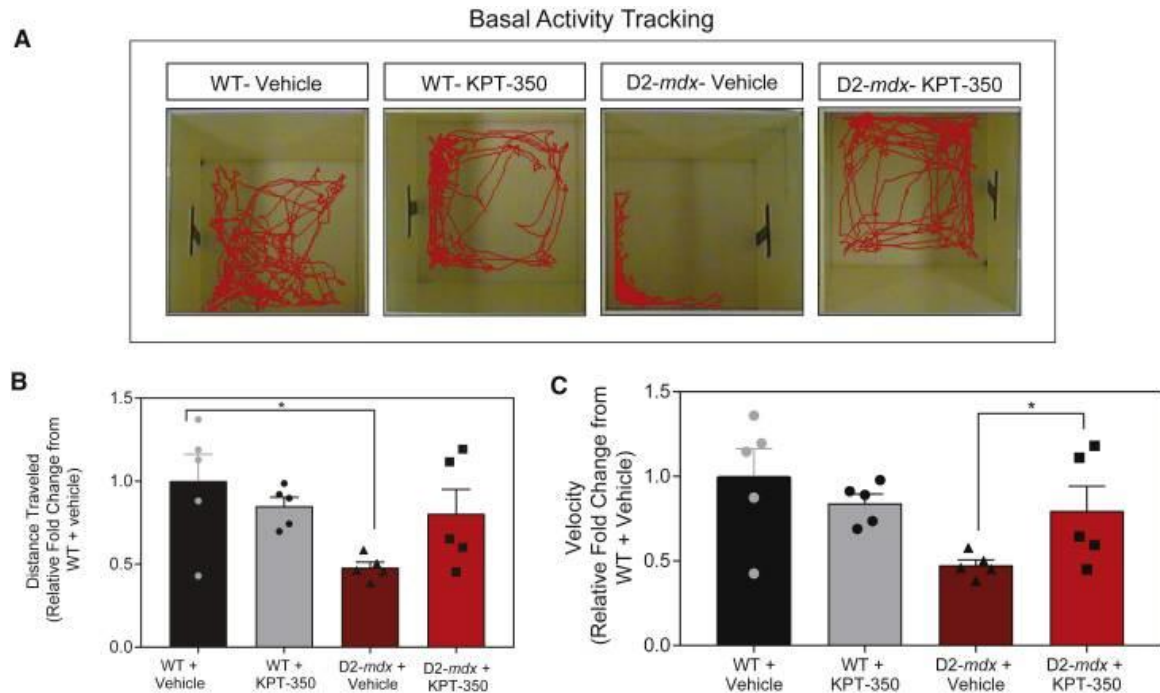 Basal Activity Tracking
A
WT- Vehicle
WT- KPT-350
D2-mdx- Vehicle
D2-mdx- KPT-350
B
Distance Traveled
(Relative Fold Change from
WT + vehicle)
1.5
1.0
0.5
0.0
*
WT +
Vehicle
WT +
KPT-350
D2-mdx +
Vehicle
D2-mdx +
KPT-350
C
Velocity
(Relative Fold Change from
WT + Vehicle)
1.5
1.0
0.5
0.0
*
WT +
Vehicle
WT +
KPT-350
D2-mdx +
Vehicle
D2-mdx +
KPT-350